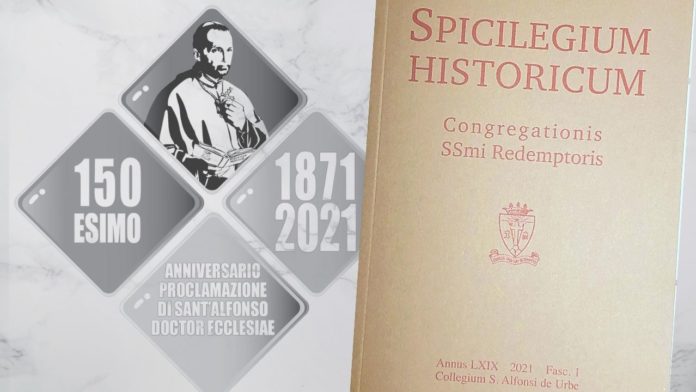 150
ESIMO
1871
2021
ANNIVERSARIO
PROCLAMAZIONE
DI SANT'ALFONSO
DOCTOR ECCLESIAE
SPICILEGIUM
HISTORICUM
Congregationis
SSmi Redemptoris
Annus LXIX 2021 Fasc. 1
Collegium S. Alfonsi de Urbe